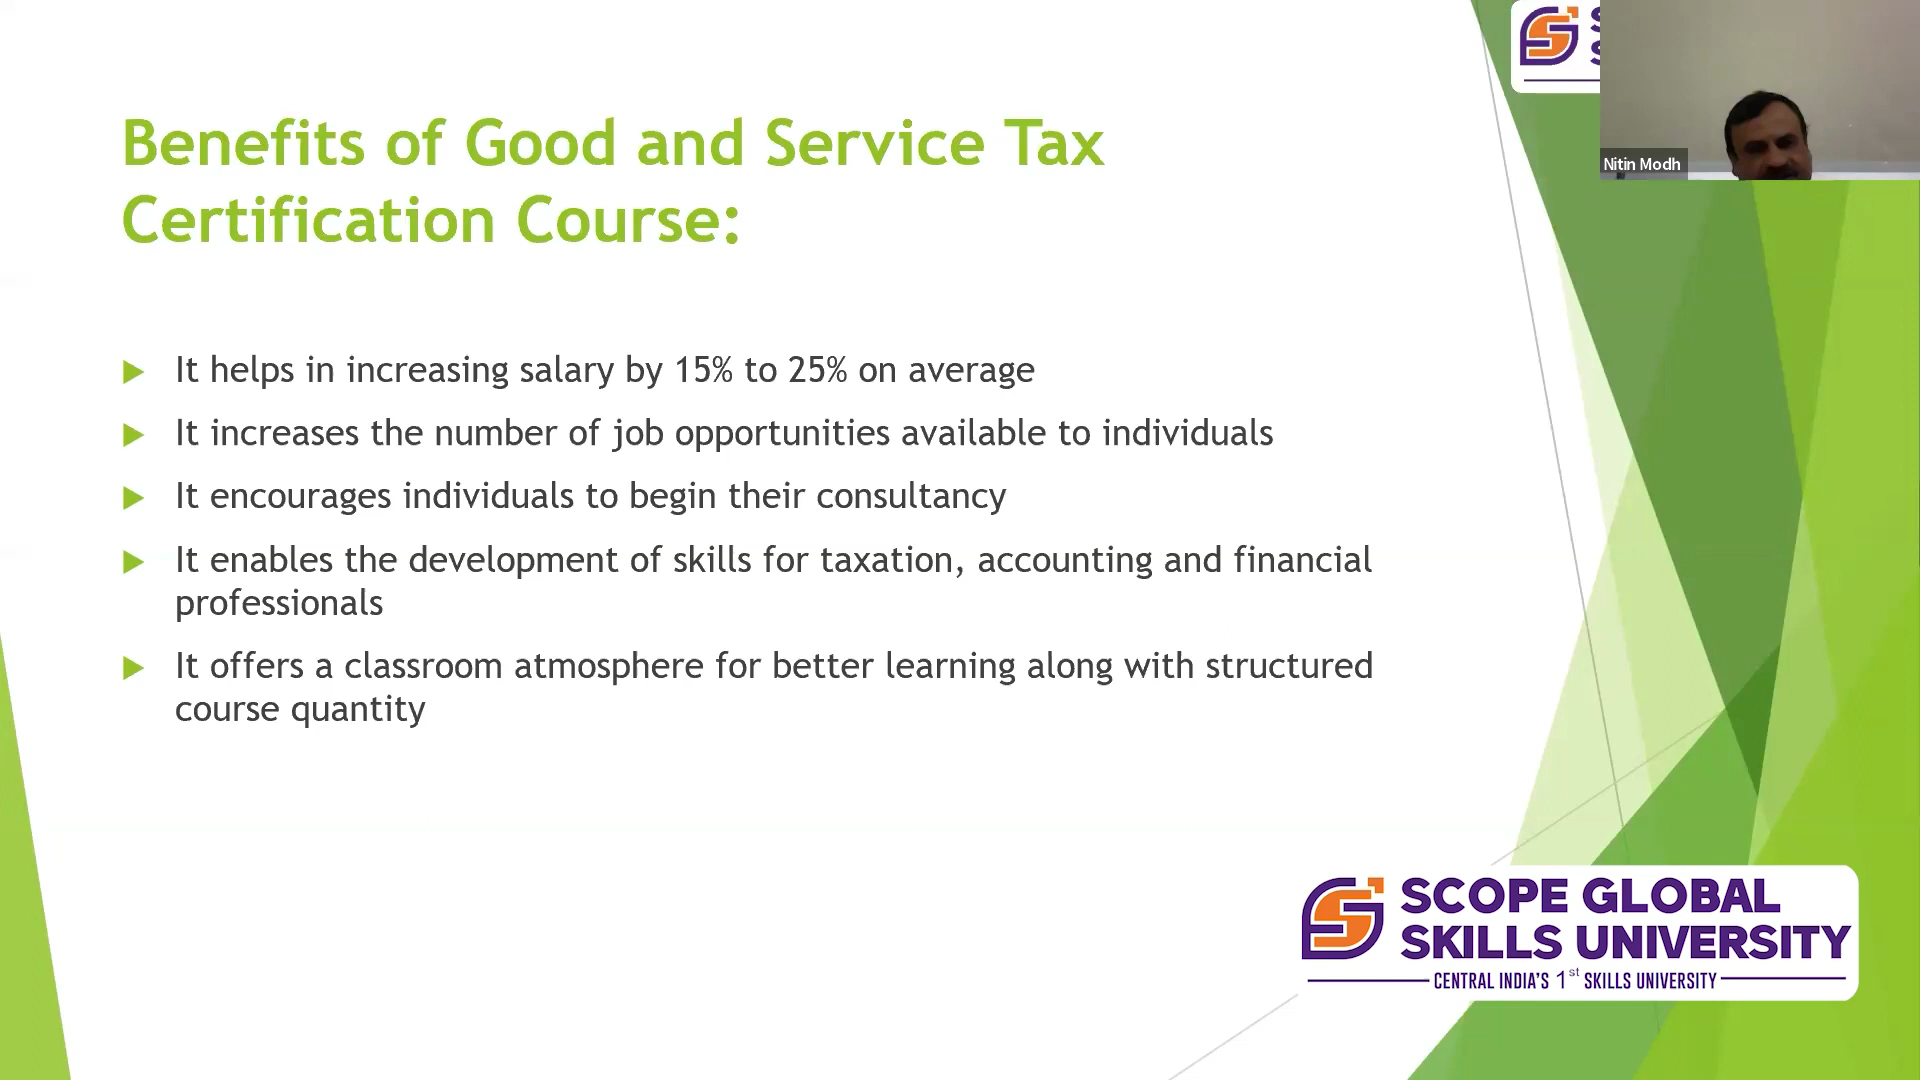 Benefits of Good and Service Tax
Certification Course:
It helps in increasing salary by 15% to 25% on average
It increases the number of job opportunities available to individuals
It encourages individuals to begin their consultancy
It enables the development of skills for taxation, accounting and financial
professionals
It offers a classroom atmosphere for better learning along with structured
course quantity
Nitin Modh
SCOPE GLOBAL
SKILLS UNIVERSITY
CENTRAL INDIA'S 1st SKILLS UNIVERSITY